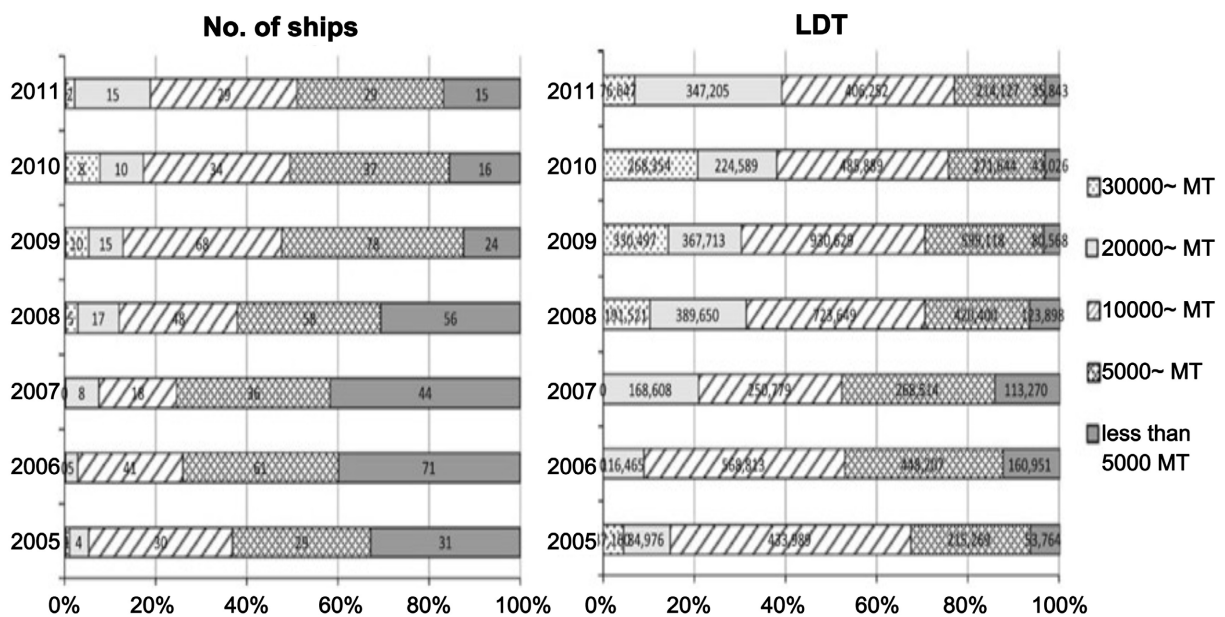 No. of ships
2011 2 15 29 29 15
2010 8 10 34 37 16
2009 10 15 68 78 24
2008 5 17 48 58 56
2007 0 8 18 36 44
2006 0 5 41 61 71
2005 4 30 29 31
0% 20% 40% 60% 80% 100%
LDT
2011 76,647 347,205 406,252 214,127 35,843
2010 268,354 224,589 485,889 271,644 43,026
2009 330,497 367,713 930,629 599,118 80,568
2008 191,521 389,650 723,649 420,400 123,898
2007 0 168,608 250,779 268,514 113,270
2006 116,465 568,813 448,207 160,951
2005 84,976 433,989 215,269 53,764
0% 20% 40% 60% 80% 100%
30000~ MT
20000~ MT
10000~ MT
5000~ MT
less than
5000 MT